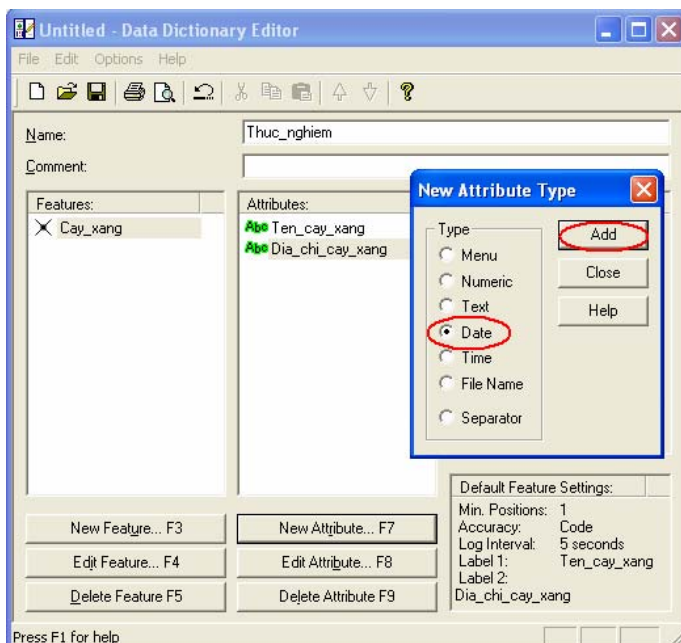 Untitled - Data Dictionary Editor
File Edit Options Help
Name:
Thuc_nghiem
Comment:
Features:
Cay_xang
Attributes:
Abc Ten_cay_xang
Abc Dia_chi_cay_xang
New Attribute Type
Type
Menu
Numeric
Text
Date
Time
File Name
Separator
Add
Close
Help
Default Feature Settings:
Min. Positions: 1
Accuracy: Code
Log Interval: 5 seconds
Label 1: Ten_cay_xang
Label 2:
Dia_chi_cay_xang
New Feature... F3
New Attribute... F7
Edit Feature... F4
Edit Attribute... F8
Delete Feature F5
Delete Attribute F9
Press F1 for help